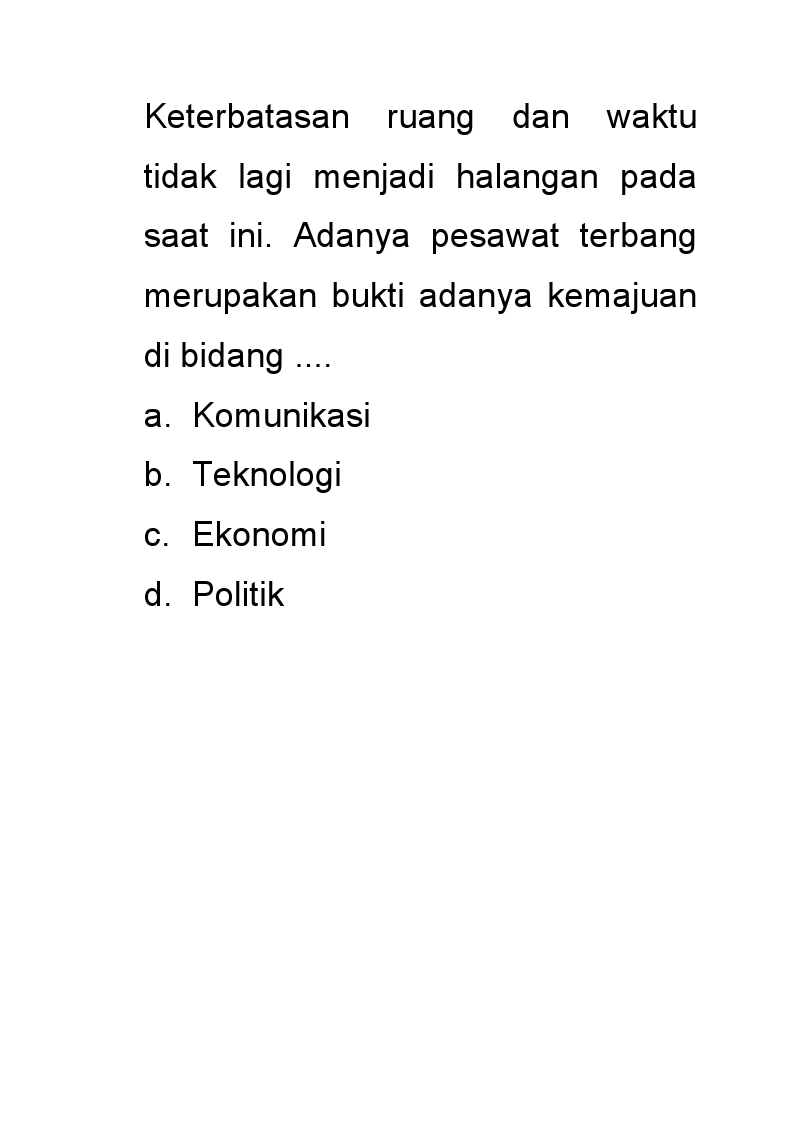 Keterbatasan ruang dan waktu
tidak lagi menjadi halangan pada
saat ini. Adanya pesawat terbang
merupakan bukti adanya kemajuan
di bidang ....
a. Komunikasi
b. Teknologi
c. Ekonomi
d. Politik